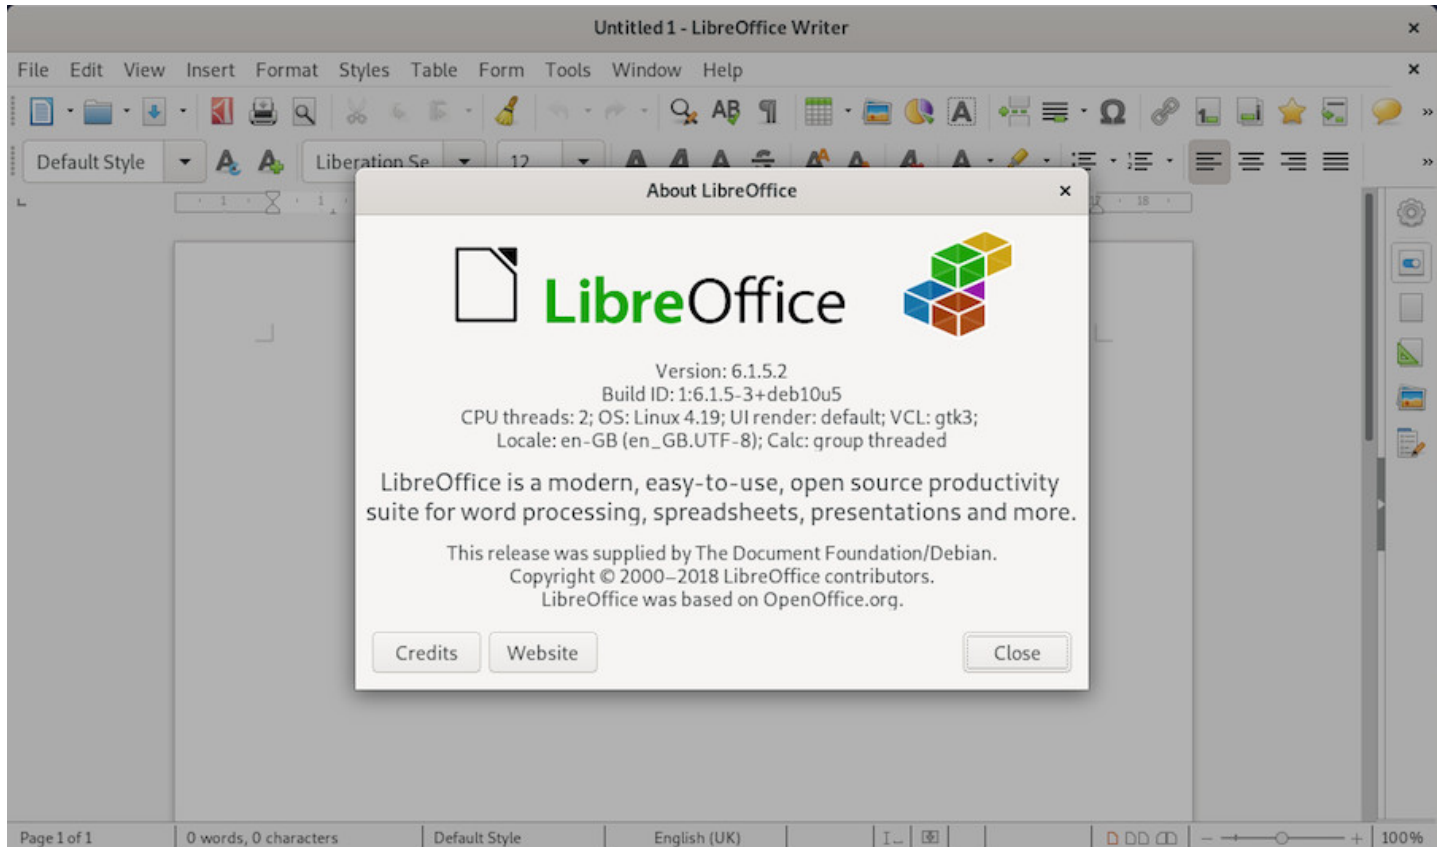 Untitled 1 - LibreOffice Writer
File Edit View Insert Format Styles Table Form Tools Window Help
Default Style Liberation Se 12
1 1 18
About LibreOffice
LibreOffice
Version: 6.1.5.2
Build ID: 1:6.1.5-3+deb10u5
CPU threads: 2; OS: Linux 4.19; UI render: default; VCL: gtk3;
Locale: en-GB (en_GB.UTF-8); Calc: group threaded
LibreOffice is a modern, easy-to-use, open source productivity
suite for word processing, spreadsheets, presentations and more.
This release was supplied by The Document Foundation/Debian.
Copyright © 2000–2018 LibreOffice contributors.
LibreOffice was based on OpenOffice.org.
Credits Website Close
Page 1 of 1 0 words, 0 characters Default Style English (UK) 100%